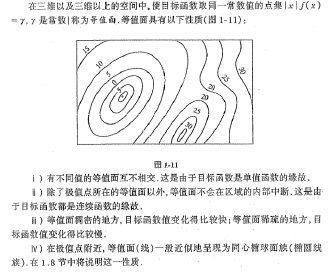 在三维以及三维以上的空间中,使目标函数取同一常数值的点集{x|f(x)
=γ,γ是常数}称为等值面.等值面具有以下性质(图 1-11):
15
10
5
3
30
25
20
25
30
图 1-11
ⅰ) 有不同值的等值面互不相交.这是由于目标函数是单值函数的缘故.
ⅱ) 除了极值点所在的等值面以外,等值面不会在区域的内部中断.这是由
于目标函数都是连续函数的缘故.
ⅲ) 等值面稠密的地方,目标函数值变化得比较快;等值面稀疏的地方,目
标函数值变化得比较慢.
ⅳ) 在极值点附近,等值面(线)一般近似地呈现为同心椭球面族(椭圆线
族).在 1.8 节中将说明这一性质.